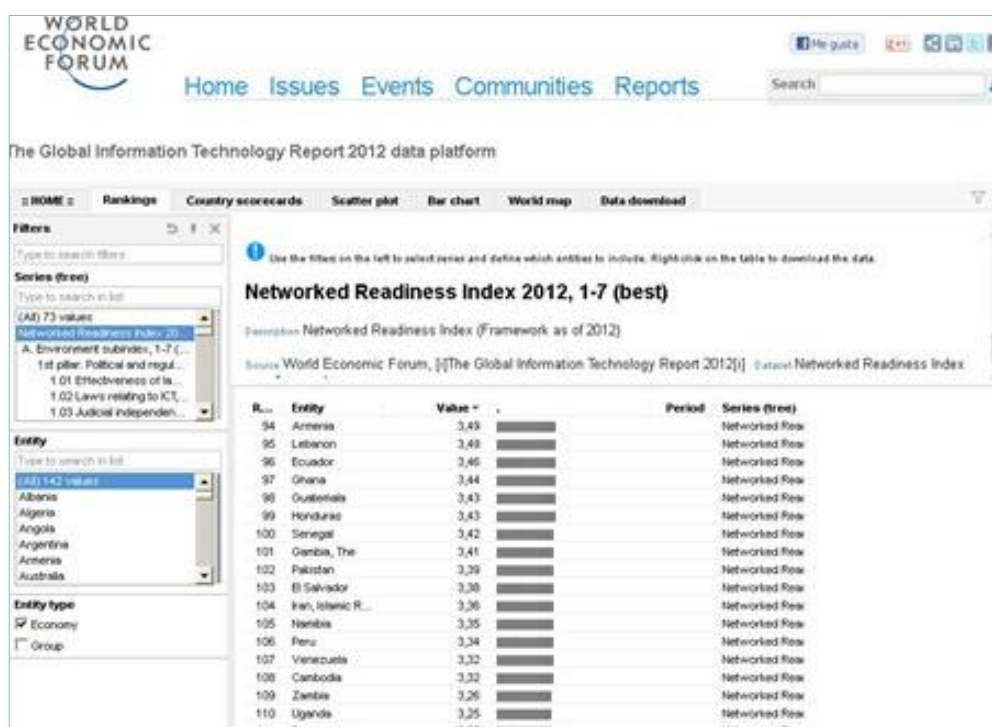 WORLD
ECONOMIC
FORUM
Me gusta
Home Issues Events Communities Reports
Search
The Global Information Technology Report 2012 data platform
:: HOME :: Rankings Country scorecards Scatter plot Bar chart World map Data download
Filters
Type to search filters
Use the filters on the left to select series and define which entities to include. Right-click on the table to download the data.
Series (tree)
Type to search in list
(All) 73 values
Networked Readiness Index 20...
A. Environment subindex, 1-7 (...
1st pillar: Political and regul...
1.01 Effectiveness of la...
1.02 Laws relating to ICT,...
1.03 Judicial independen...
Networked Readiness Index 2012, 1-7 (best)
Description Networked Readiness Index (Framework as of 2012)
Source World Economic Forum, [i]The Global Information Technology Report 2012[i] Dataset Networked Readiness Index
Entity
Type to search in list
(All) 142 values
Albania
Algeria
Angola
Argentina
Armenia
Australia
Entity type
Economy
Group
R... Entity Value . Period Series (tree)
94 Armenia 3,49 Networked Rea
95 Lebanon 3,49 Networked Rea
96 Ecuador 3,46 Networked Rea
97 Ghana 3,44 Networked Rea
98 Guatemala 3,43 Networked Rea
99 Honduras 3,43 Networked Rea
100 Senegal 3,42 Networked Rea
101 Gambia, The 3,41 Networked Rea
102 Pakistan 3,39 Networked Rea
103 El Salvador 3,38 Networked Rea
104 Iran, Islamic R... 3,36 Networked Rea
105 Namibia 3,35 Networked Rea
106 Peru 3,34 Networked Rea
107 Venezuela 3,32 Networked Rea
108 Cambodia 3,32 Networked Rea
109 Zambia 3,26 Networked Rea
110 Uganda 3,25 Networked Rea